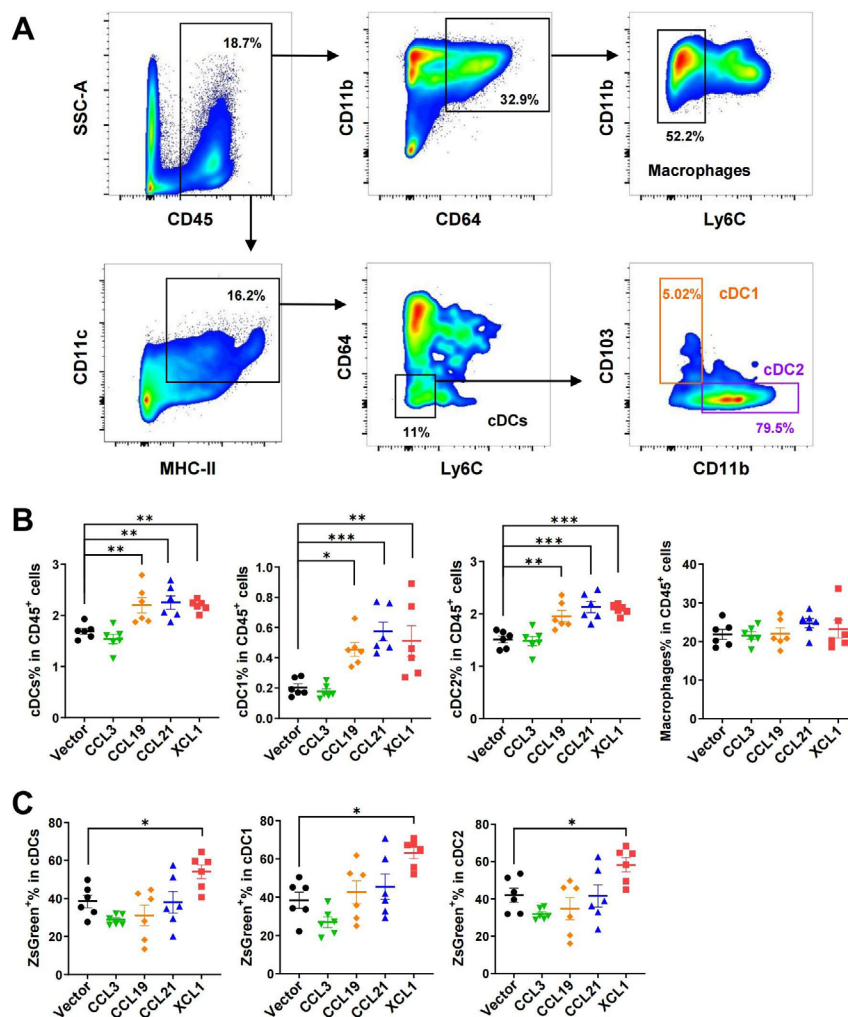 A
SSC-A
18.7%
CD45
CD11b
32.9%
CD64
CD11b
52.2%
Macrophages
Ly6C
CD11c
16.2%
MHC-II
CD64
11%
cDCs
Ly6C
CD103
5.02%
cDC1
cDC2
79.5%
CD11b
B
cDCs% in CD45⁺ cells
3
2
1
0
**
**
**
Vector
CCL3
CCL19
CCL21
XCL1
cDC1% in CD45⁺ cells
1.0
0.8
0.6
0.4
0.2
0.0
**
***
*
Vector
CCL3
CCL19
CCL21
XCL1
cDC2% in CD45⁺ cells
3
2
1
0
***
***
**
Vector
CCL3
CCL19
CCL21
XCL1
Macrophages% in CD45⁺ cells
40
30
20
10
0
Vector
CCL3
CCL19
CCL21
XCL1
C
ZsGreen⁺% in cDCs
80
60
40
20
0
*
Vector
CCL3
CCL19
CCL21
XCL1
ZsGreen⁺% in cDC1
80
60
40
20
0
*
Vector
CCL3
CCL19
CCL21
XCL1
ZsGreen⁺% in cDC2
80
60
40
20
0
*
Vector
CCL3
CCL19
CCL21
XCL1